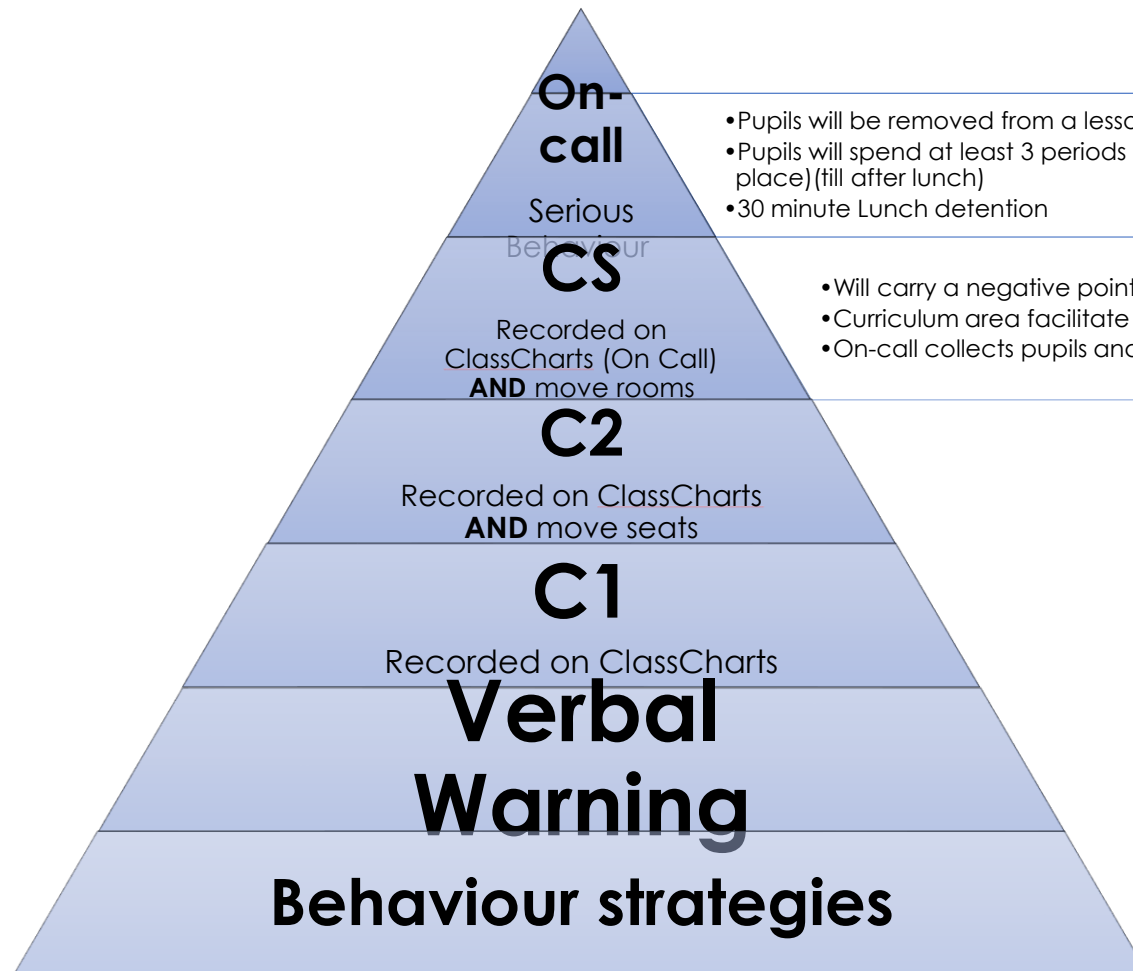 On-
call
Serious
Behaviour
•Pupils will be removed from a
•Pupils will spend at least 3 periods
place)(till after lunch)
•30 minute Lunch detention
CS
Recorded on
ClassCharts (On Call)
AND move rooms
•Will carry a negative point
•Curriculum area facilitate
•On-call collects pupils
C2
Recorded on ClassCharts
AND move seats
C1
Recorded on ClassCharts
Verbal
Warning
Behaviour strategies